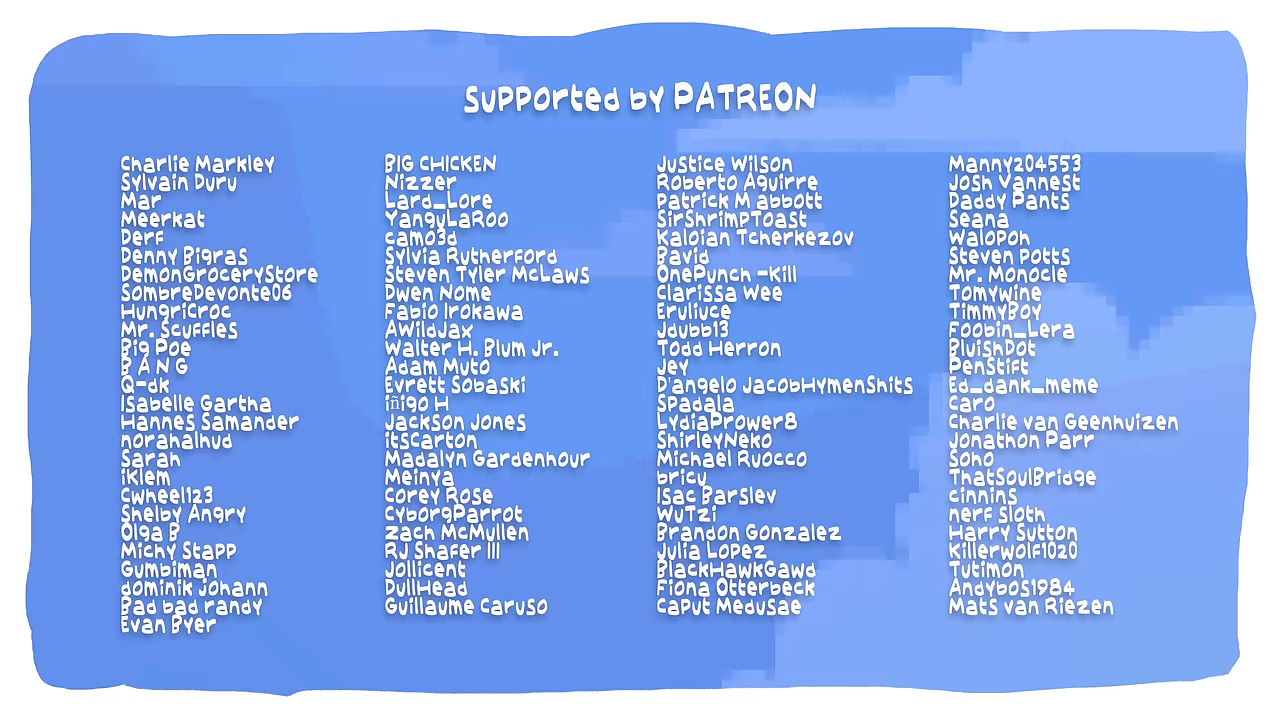 Supported by PATREON
Charlie Markley
Sylvain Duru
Mar
Meerkat
Derf
Denny Bigras
DemonGroceryStore
SombreDevonte06
HungriCroc
Mr. Scuffles
Big Poe
B A N G
Q-dk
Isabelle Gartha
Hannes Samander
norahalhud
Sarah
iKlem
Cwheel123
Shelby Angry
Olga B
Michy Stapp
Gumbiman
dominik johann
Bad bad randy
Evan Byer
BIG CHICKEN
Nizzer
Lard_Lore
YanguLaRoo
camo3d
Sylvia Rutherford
Steven Tyler McLaws
Dwen Nome
Fabio Irokawa
AWildJax
Walter H. Blum Jr.
Adam Muto
Evrett Sobaski
iñigo H
Jackson Jones
itscarton
Madalyn Gardenhour
Meinya
Corey Rose
CyborgParrot
Zach McMullen
RJ Shafer III
Jollicent
DullHead
Guillaume Caruso
Justice Wilson
Roberto Aguirre
Patrick M abbott
SirShrimpToast
Kaloian Tcherkezov
Bavid
OnePunch -Kill
Clarissa Wee
Eruliuce
Jdubb13
Todd Herron
Jey
D'angelo JacobHymenShits
Spadala
LydiaPrower8
ShirleyNeko
Michael Ruocco
bricu
Isac Barslev
WuTzi
Brandon Gonzalez
Julia Lopez
BlackHawkGawd
Fiona Otterbeck
Caput Medusae
Manny204553
Josh Vannest
Daddy Pants
Seana
Walopoh
Steven Potts
Mr. Monocle
TomyWine
TimmyBoy
Foobin_Lera
BluishDot
PenStift
Ed_dank_meme
Caro
Charlie van Geenhuizen
Jonathon Parr
Soho
ThatSoulBridge
cinnins
nerf sloth
Harry Sutton
Killerwolf1020
Tutimon
Andybos1984
Mats van Riezen